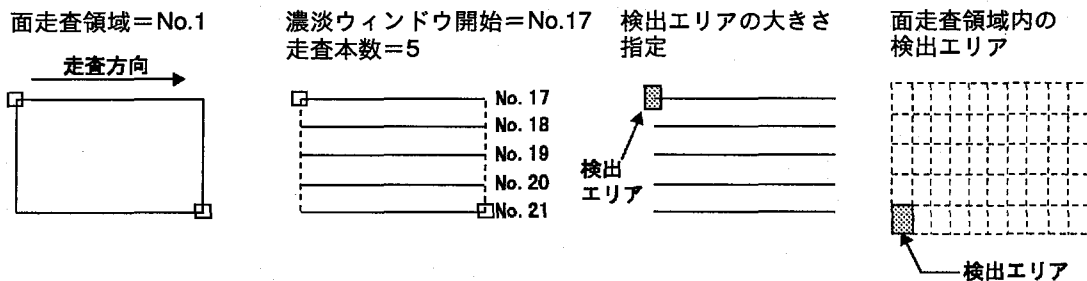 面走査領域＝No.1
走査方向
濃淡ウィンドウ開始＝No.17
走査本数＝5
No. 17
No. 18
No. 19
No. 20
No. 21
検出エリアの大きさ
指定
検出
エリア
面走査領域内の
検出エリア
検出エリア